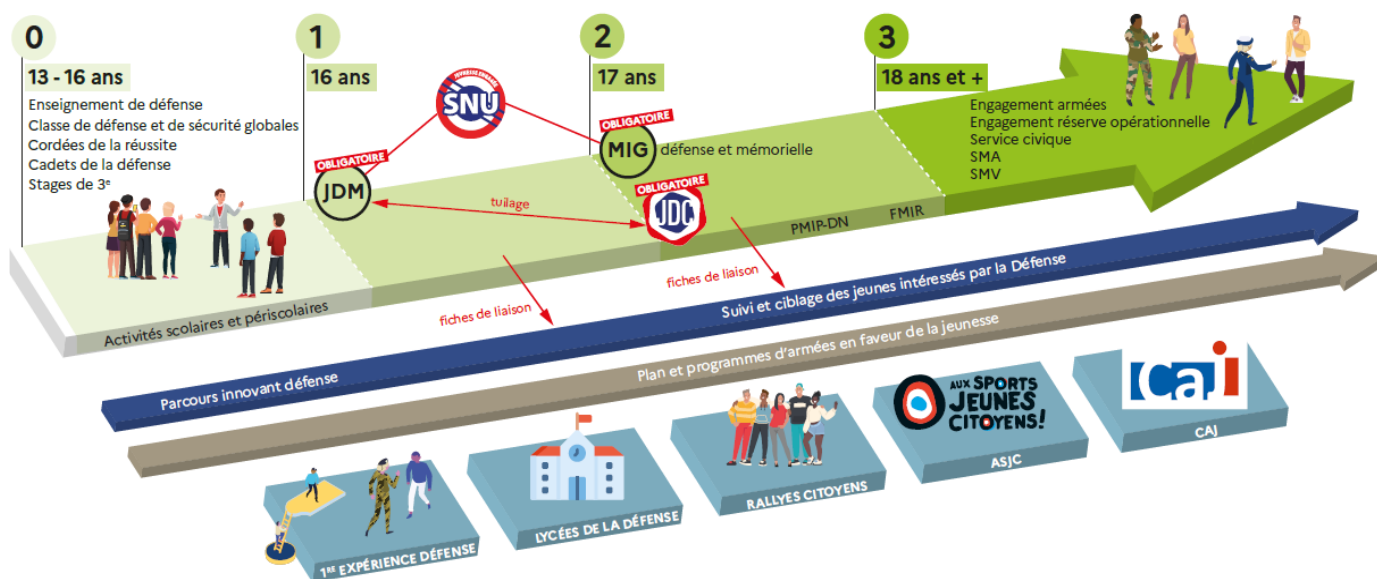 0
13 - 16 ans
Enseignement de défense
Classe de défense et de sécurité globales
Cordées de la réussite
Cadets de la défense
Stages de 3e
Activités scolaires et périscolaires
1
16 ans
OBLIGATOIRE
JDM
JEUNESSE ENGAGÉE
SNU
tuilage
2
17 ans
OBLIGATOIRE
MIG
défense et mémorielle
OBLIGATOIRE
JDC
PMIP-DN
FMIR
3
18 ans et +
Engagement armées
Engagement réserve opérationnelle
Service civique
SMA
SMV
fiches de liaison
fiches de liaison
Parcours innovant défense
Suivi et ciblage des jeunes intéressés par la Défense
Plan et programmes d'armées en faveur de la jeunesse
1RE EXPÉRIENCE DÉFENSE
LYCÉES DE LA DÉFENSE
RALLYES CITOYENS
AUX SPORTS
JEUNES
CITOYENS!
ASJC
caj
CAJ